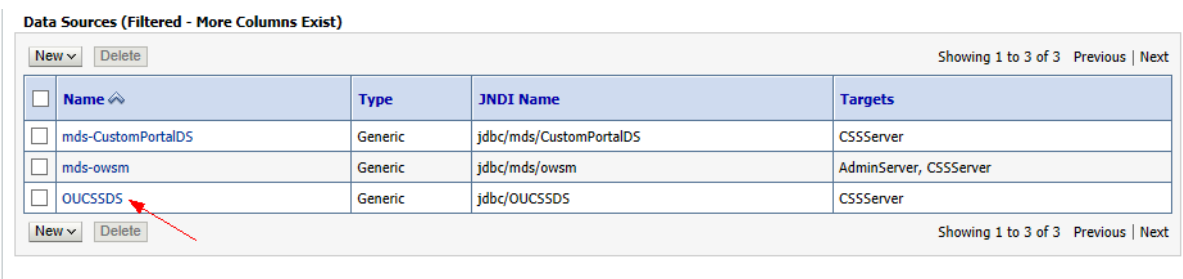 Data Sources (Filtered - More Columns Exist)
New Delete Showing 1 to 3 of 3 Previous | Next
Name Type JNDI Name Targets
mds-CustomPortalDS Generic jdbc/mds/CustomPortalDS CSSServer
mds-owsm Generic jdbc/mds/owsm AdminServer, CSSServer
OUCSSDS Generic jdbc/OUCSSDS CSSServer
New Delete Showing 1 to 3 of 3 Previous | Next